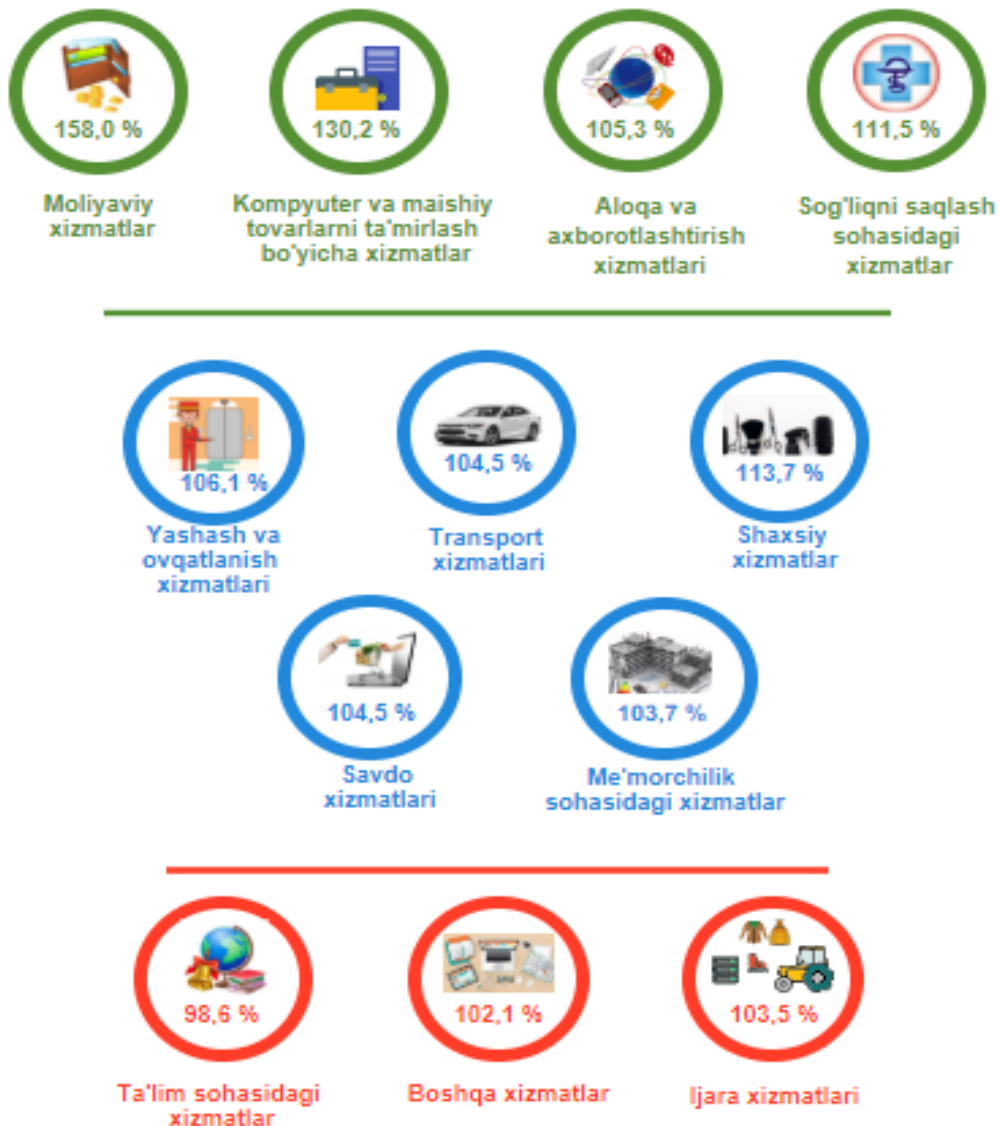 158,0 %
130,2 %
105,3 %
111,5 %
Moliyaviy
xizmatlar
Kompyuter va maishiy
tovarlarni ta'mirlash
bo'yicha xizmatlar
Aloqa va
axborotlashtirish
xizmatlari
Sog'liqni saqlash
sohasidagi
xizmatlar
106,1 %
104,5 %
113,7 %
Yashash va
ovqatlanish
xizmatlari
Transport
xizmatlari
Shaxsiy
xizmatlar
104,5 %
103,7 %
Savdo
xizmatlari
Me'morchilik
sohasidagi xizmatlar
98,6 %
102,1 %
103,5 %
Ta'lim sohasidagi
xizmatlar
Boshqa xizmatlar
Ijara xizmatlari